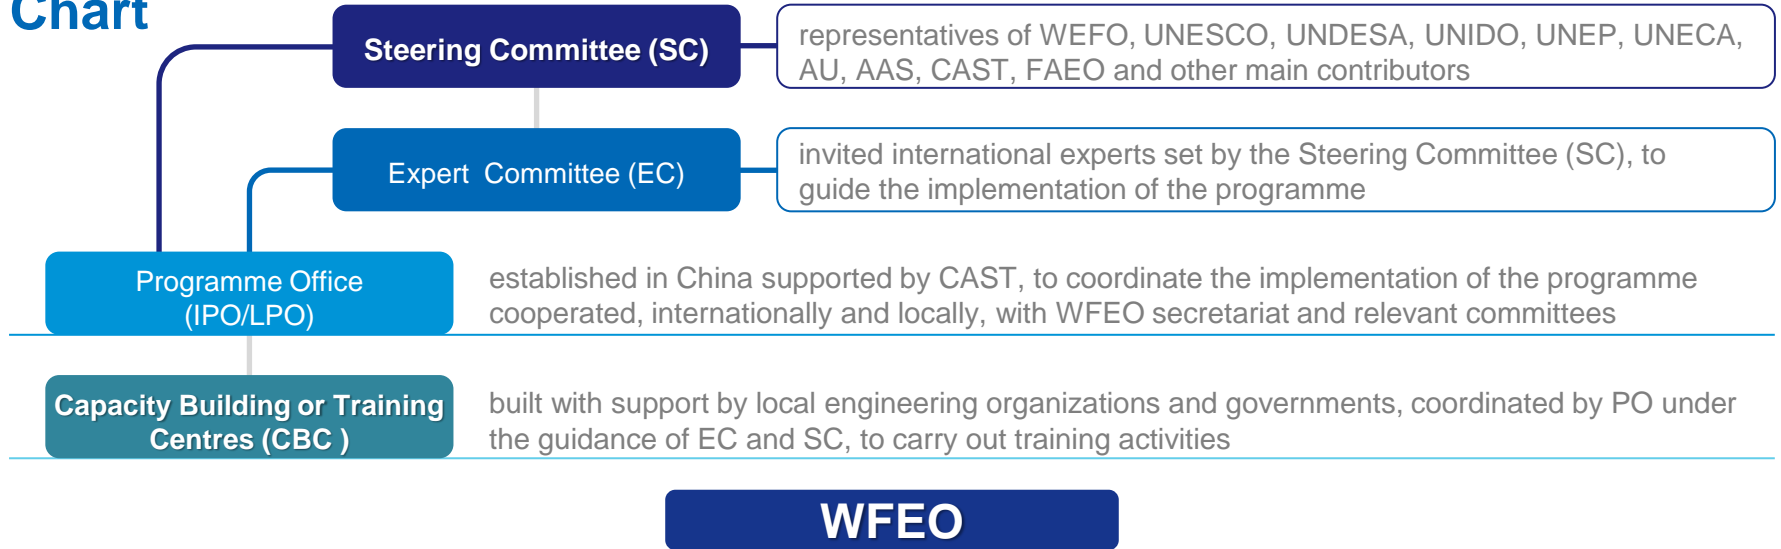 Chart
Steering Committee (SC)
representatives of WEFO, UNESCO, UNDESA, UNIDO, UNEP, UNECA,
AU, AAS, CAST, FAEO and other main contributors
Expert Committee (EC)
invited international experts set by the Steering Committee (SC), to
guide the implementation of the programme
Programme Office
(IPO/LPO)
established in China supported by CAST, to coordinate the implementation of the programme
cooperated, internationally and locally, with WFEO secretariat and relevant committees
Capacity Building or Training
Centres (CBC )
built with support by local engineering organizations and governments, coordinated by PO under
the guidance of EC and SC, to carry out training activities
WFEO